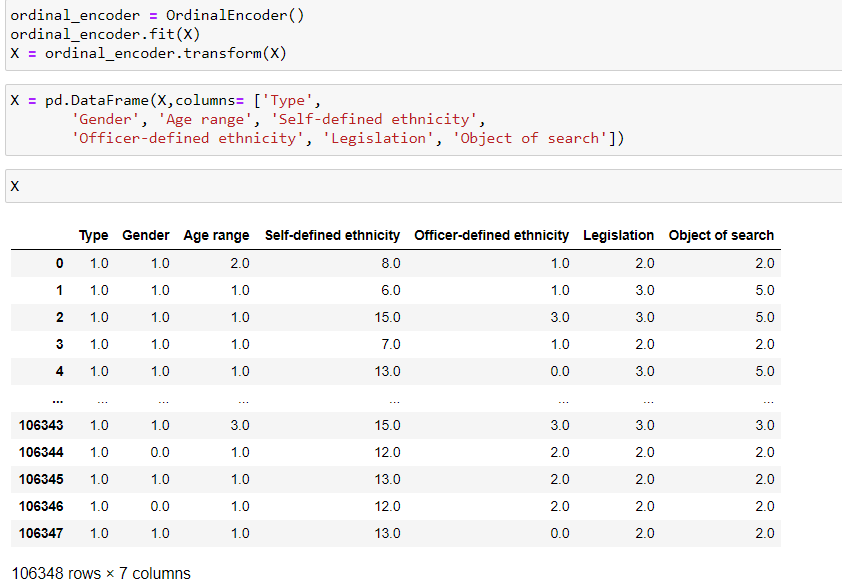 ordinal_encoder = OrdinalEncoder()
ordinal_encoder.fit(X)
X = ordinal_encoder.transform(X)
X = pd.DataFrame(X,columns= ['Type',
'Gender', 'Age range', 'Self-defined ethnicity',
'Officer-defined ethnicity', 'Legislation', 'Object of search'])
X
Type Gender Age range Self-defined ethnicity Officer-defined ethnicity Legislation Object of search
0 1.0 1.0 2.0 8.0 1.0 2.0 2.0
1 1.0 1.0 1.0 6.0 1.0 3.0 5.0
2 1.0 1.0 1.0 15.0 3.0 3.0 5.0
3 1.0 1.0 1.0 7.0 1.0 2.0 2.0
4 1.0 1.0 1.0 13.0 0.0 3.0 5.0
... ... ... ... ... ... ... ...
106343 1.0 1.0 3.0 15.0 3.0 3.0 3.0
106344 1.0 0.0 1.0 12.0 2.0 2.0 2.0
106345 1.0 1.0 1.0 13.0 2.0 2.0 2.0
106346 1.0 0.0 1.0 12.0 2.0 2.0 2.0
106347 1.0 1.0 1.0 13.0 0.0 2.0 2.0
106348 rows × 7 columns